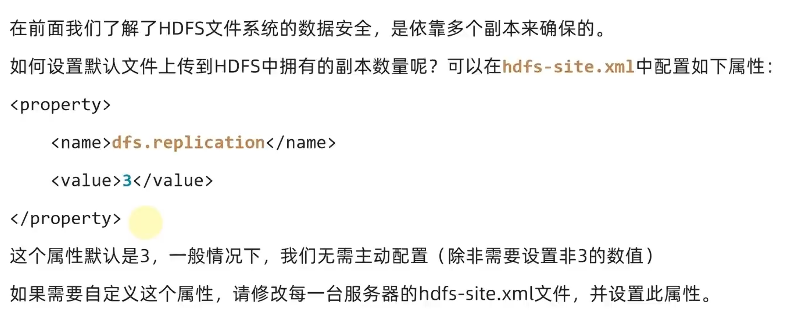 在前面我们了解了HDFS文件系统的数据安全，是依靠多个副本来确保的。
如何设置默认文件上传到HDFS中拥有的副本数量呢？可以在hdfs-site.xml中配置如下属性：
<property>
    <name>dfs.replication</name>
    <value>3</value>
</property>
这个属性默认是3，一般情况下，我们无需主动配置（除非需要设置非3的数值）
如果需要自定义这个属性，请修改每一台服务器的hdfs-site.xml文件，并设置此属性。